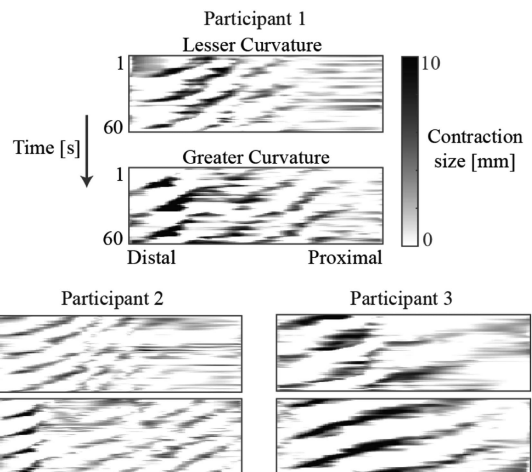 Participant 1
Lesser Curvature
1
60
Time [s]
Greater Curvature
1
60
Distal Proximal
10
Contraction
size [mm]
0
Participant 2
Participant 3